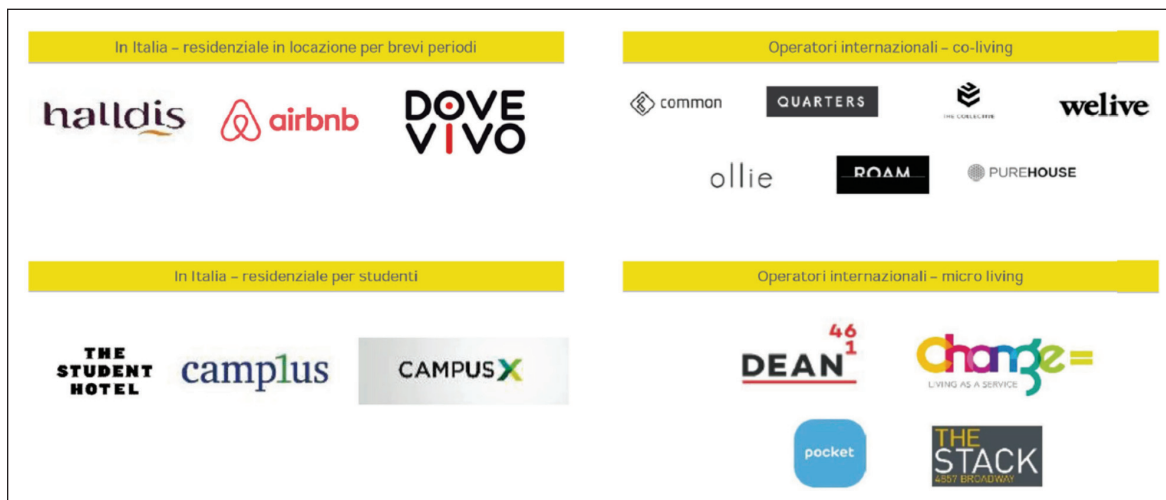 In Italia – residenziale in locazione per brevi periodi
halldis
airbnb
DOVE
VIVO
Operatori internazionali – co-living
common
QUARTERS
THE COLLECTIVE
welive
ollie
ROAM
PUREHOUSE
In Italia – residenziale per studenti
THE
STUDENT
HOTEL
camplus
CAMPUS X
Operatori internazionali – micro living
DEAN 46
1
Change=
LIVING AS A SERVICE
pocket
THE
STACK
4857 BROADWAY